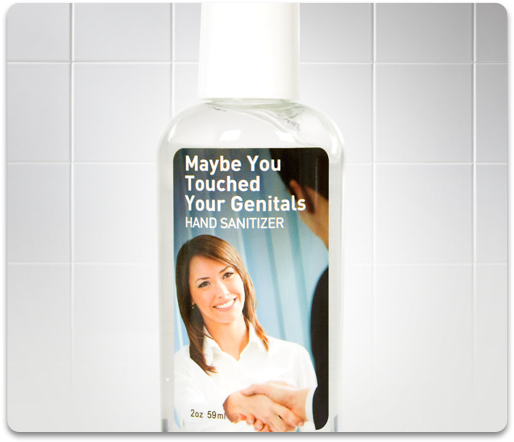 Maybe You
Touched
Your Genitals
HAND SANITIZER
2oz 59ml